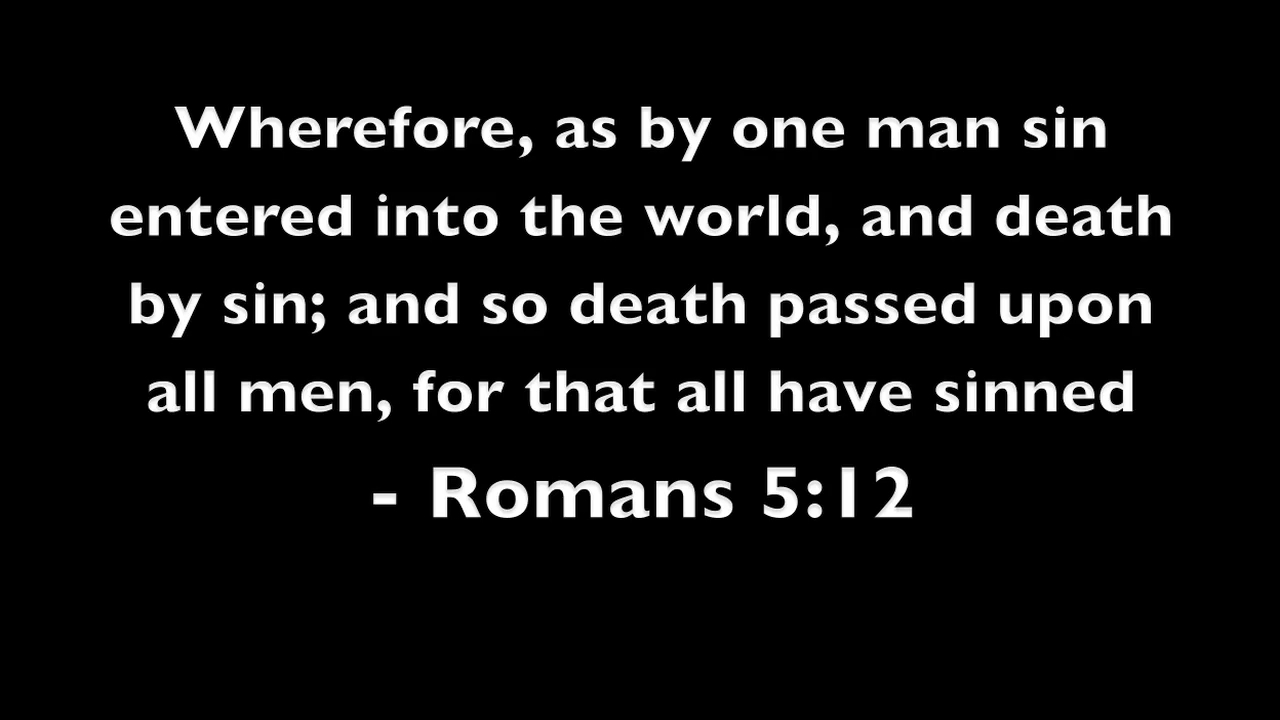 Wherefore, as by one man sin
entered into the world, and death
by sin; and so death passed upon
all men, for that all have sinned
- Romans 5:12